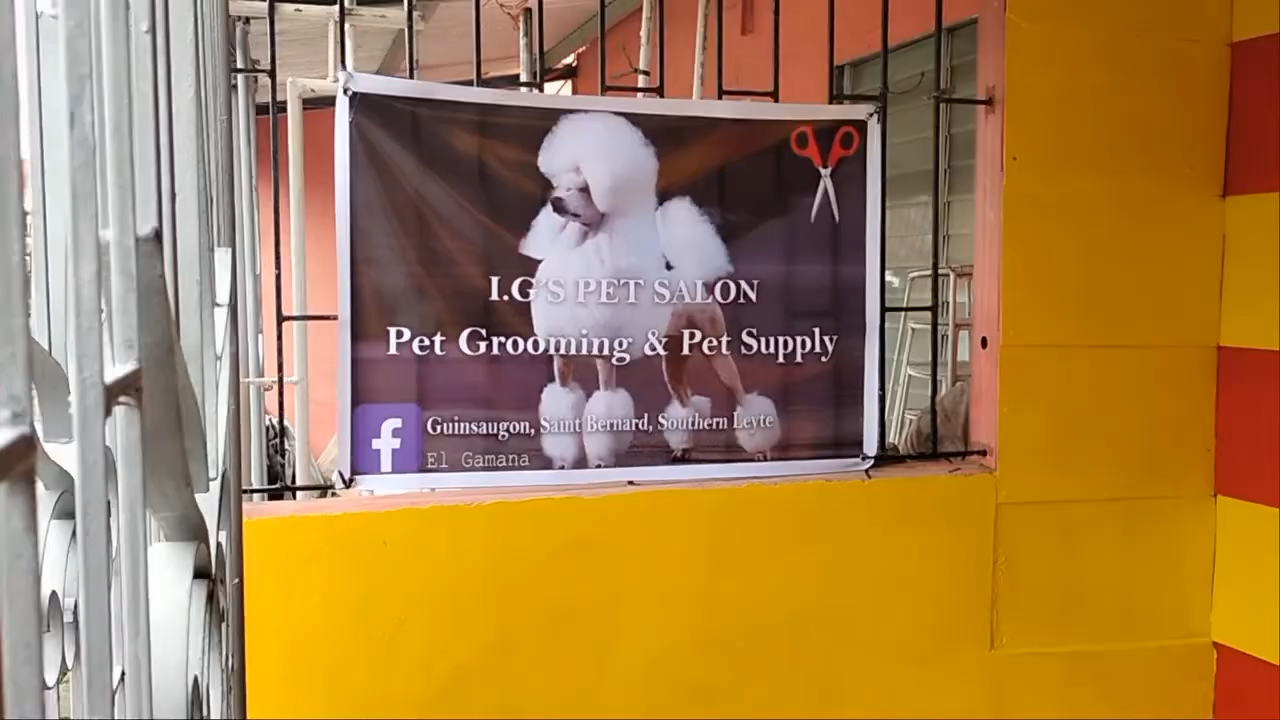 I.G'S PET SALON
Pet Grooming & Pet Supply
Guinsaugon, Saint Bernard, Southern Leyte
f
El Gamana